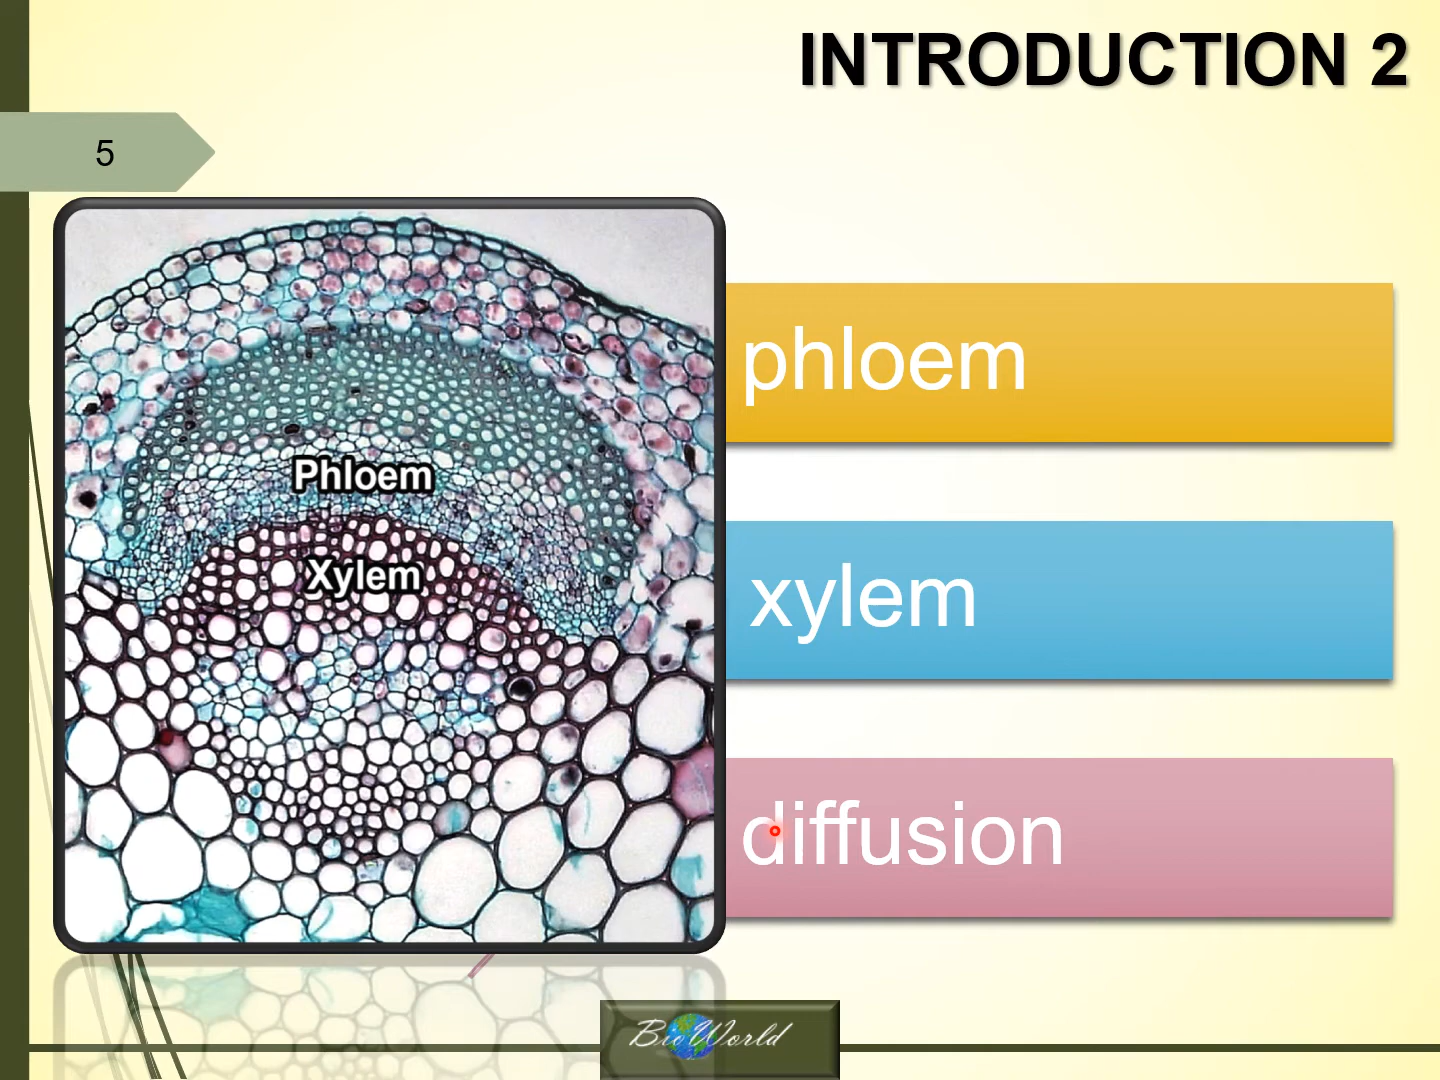 INTRODUCTION 2
5
Phloem
Xylem
phloem
xylem
diffusion
BioWorld